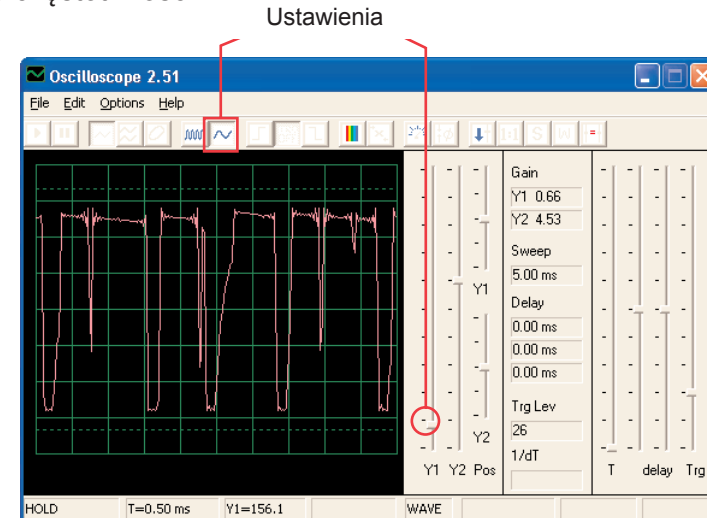 Ustawienia
Oscilloscope 2.51
File Edit Options Help
Gain
Y1 0.66
Y2 4.53
Sweep
5.00 ms
Y1
Delay
0.00 ms
0.00 ms
0.00 ms
Trg Lev
26
Y2
1/dT
Y1 Y2 Pos
T delay Trg
HOLD T=0.50 ms Y1=156.1 WAVE